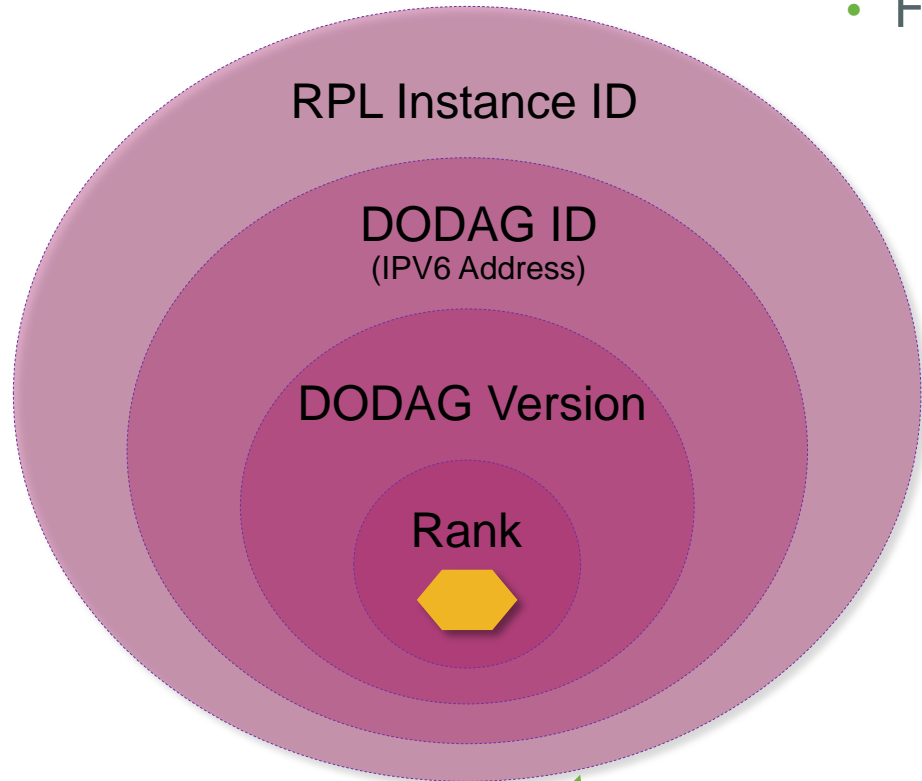 RPL Instance ID
DODAG ID
(IPV6 Address)
DODAG Version
Rank